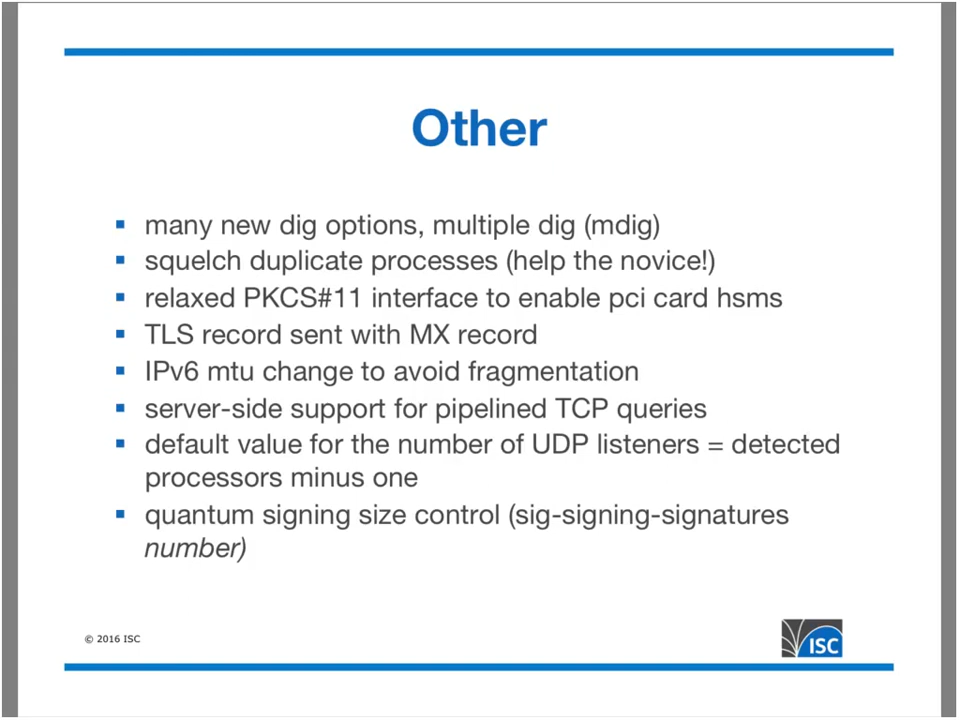 Other
▪ many new dig options, multiple dig (mdig)
▪ squelch duplicate processes (help the novice!)
▪ relaxed PKCS#11 interface to enable pci card hsms
▪ TLS record sent with MX record
▪ IPv6 mtu change to avoid fragmentation
▪ server-side support for pipelined TCP queries
▪ default value for the number of UDP listeners = detected
processors minus one
▪ quantum signing size control (sig-signing-signatures
number)
© 2016 ISC
ISC